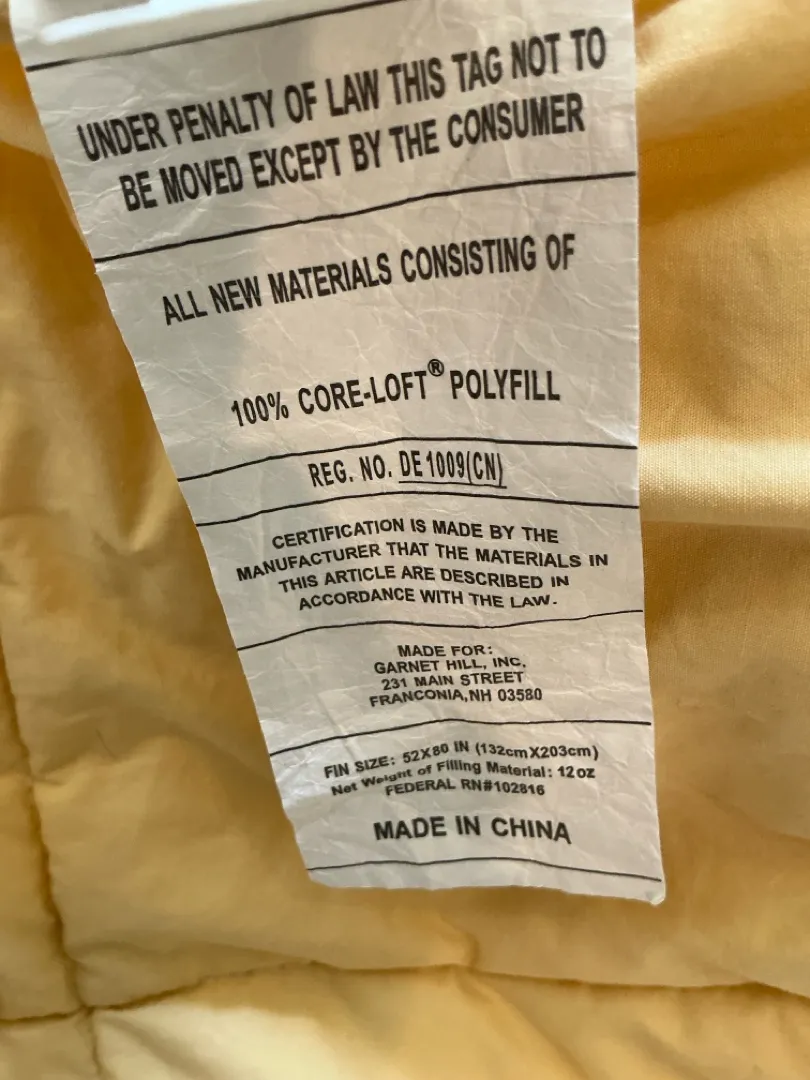 UNDER PENALTY OF LAW THIS TAG NOT TO
BE MOVED EXCEPT BY THE CONSUMER
ALL NEW MATERIALS CONSISTING OF
100% CORE-LOFT® POLYFILL
REG. NO. DE 1009(CN)
CERTIFICATION IS MADE BY THE
MANUFACTURER THAT THE MATERIALS IN
THIS ARTICLE ARE DESCRIBED IN
ACCORDANCE WITH THE LAW.
MADE FOR:
GARNET HILL, INC.
231 MAIN STREET
FRANCONIA,NH 03580
FIN SIZE: 52X80 IN (132cmX203cm)
Net Weight of Filling Material: 12oz
FEDERAL RN#102816
MADE IN CHINA